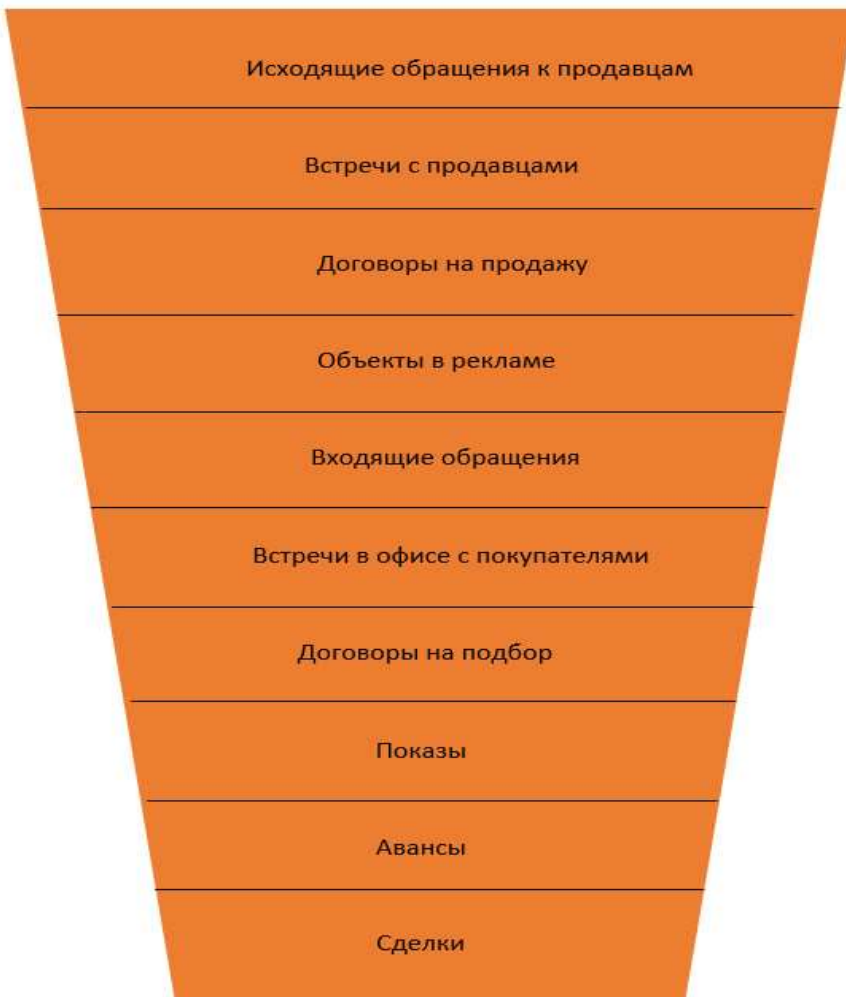 Исходящие обращения к продавцам
Встречи с продавцами
Договоры на продажу
Объекты в рекламе
Входящие обращения
Встречи в офисе с покупателями
Договоры на подбор
Показы
Авансы
Сделки